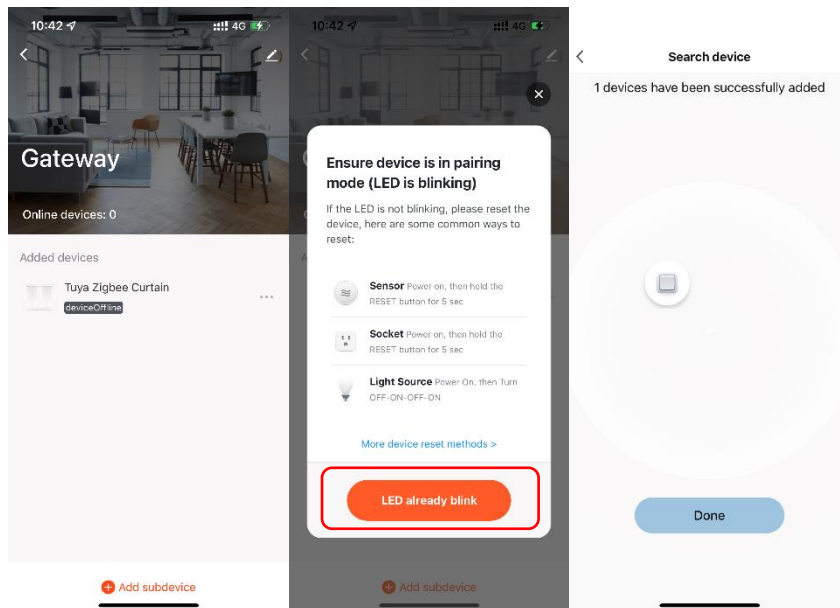 10:42
4G
Gateway
Online devices: 0
Added devices
Tuya Zigbee Curtain
deviceOffline
Add subdevice
10:42
4G
Ensure device is in pairing
mode (LED is blinking)
If the LED is not blinking, please reset the
device, here are some common ways to
reset:
Sensor Power on, then hold the
RESET button for 5 sec
Socket Power on, then hold the
RESET button for 5 sec
Light Source Power On, then Turn
OFF-ON-OFF-ON
More device reset methods >
LED already blink
Add subdevice
Search device
1 devices have been successfully added
Done